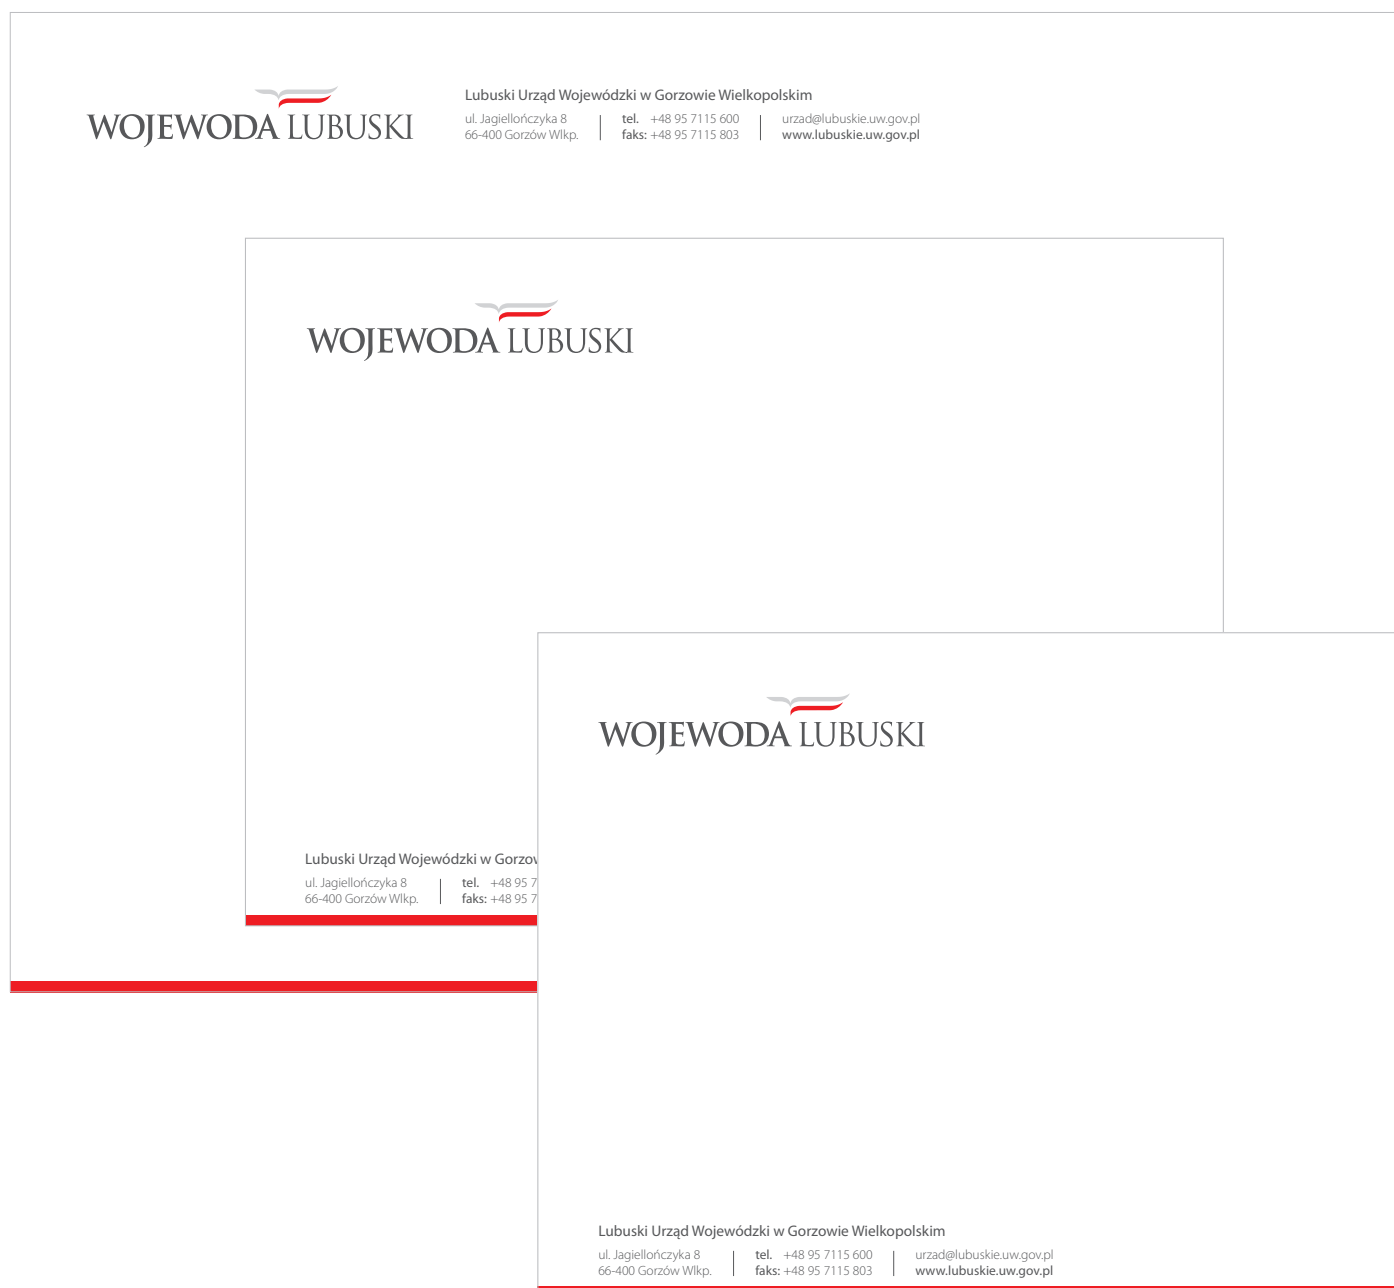 WOJEWODA LUBUSKI
Lubuski Urząd Wojewódzki w Gorzowie Wielkopolskim
ul. Jagiellończyka 8 tel. +48 95 7115 600 urzad@lubuskie.uw.gov.pl
66-400 Gorzów Wlkp. faks: +48 95 7115 803 www.lubuskie.uw.gov.pl
WOJEWODA LUBUSKI
Lubuski Urząd Wojewódzki w
ul. Jagiellończyka 8 tel. +48 95 7
66-400 Gorzów Wlkp. faks: +48 95 7
WOJEWODA LUBUSKI
Lubuski Urząd Wojewódzki w Gorzowie Wielkopolskim
ul. Jagiellończyka 8 tel. +48 95 7115 600 urzad@lubuskie.uw.gov.pl
66-400 Gorzów Wlkp. faks: +48 95 7115 803 www.lubuskie.uw.gov.pl